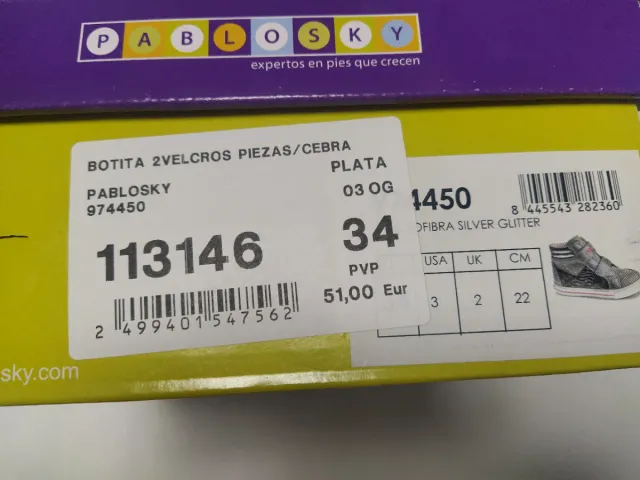 PABLOSKY
expertos en pies que crecen
BOTITA 2VELCROS PIEZAS/CEBRA
PLATA
PABLOSKY
03 OG
974450
113146
34
PVP
51,00 Eur
2 499401 547562
4450
8 445543 282360
OFIBRA SILVER GLITTER
USA UK CM
3 2 22
sky.com